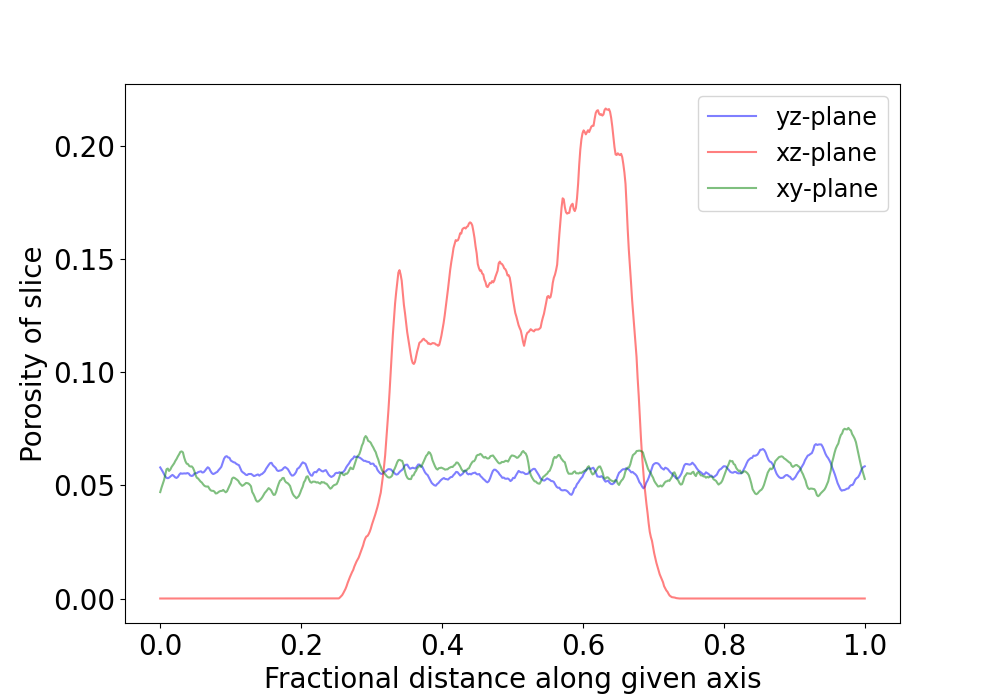 yz-plane
xz-plane
xy-plane
0.20
0.15
0.10
0.05
0.00
Porosity of slice
0.0 0.2 0.4 0.6 0.8 1.0
Fractional distance along given axis